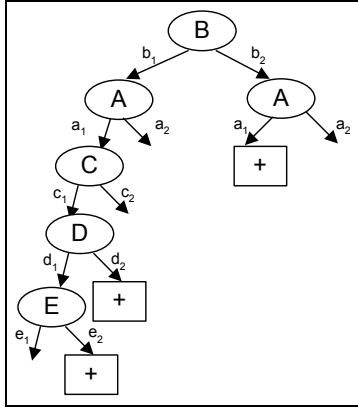 B
b1 b2
A A
a1 a2 a1 a2
C +
c1 c2
D
d1 d2
E +
e1 e2
+